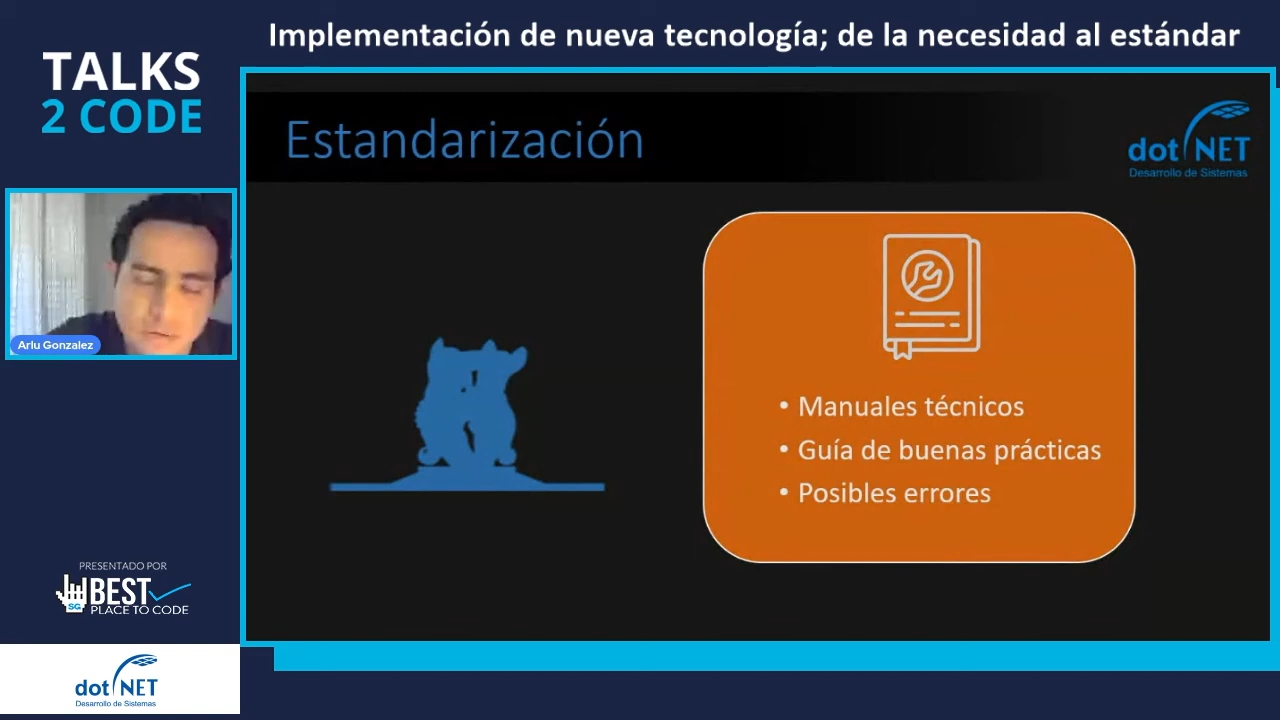 Implementación de nueva tecnología; de la necesidad al estándar
TALKS
2 CODE
Estandarización
dot NET
Desarrollo de Sistemas
Arlu Gonzalez
• Manuales técnicos
• Guía de buenas prácticas
• Posibles errores
PRESENTADO POR
SG
BEST
PLACE TO CODE
dot NET
Desarrollo de Sistemas